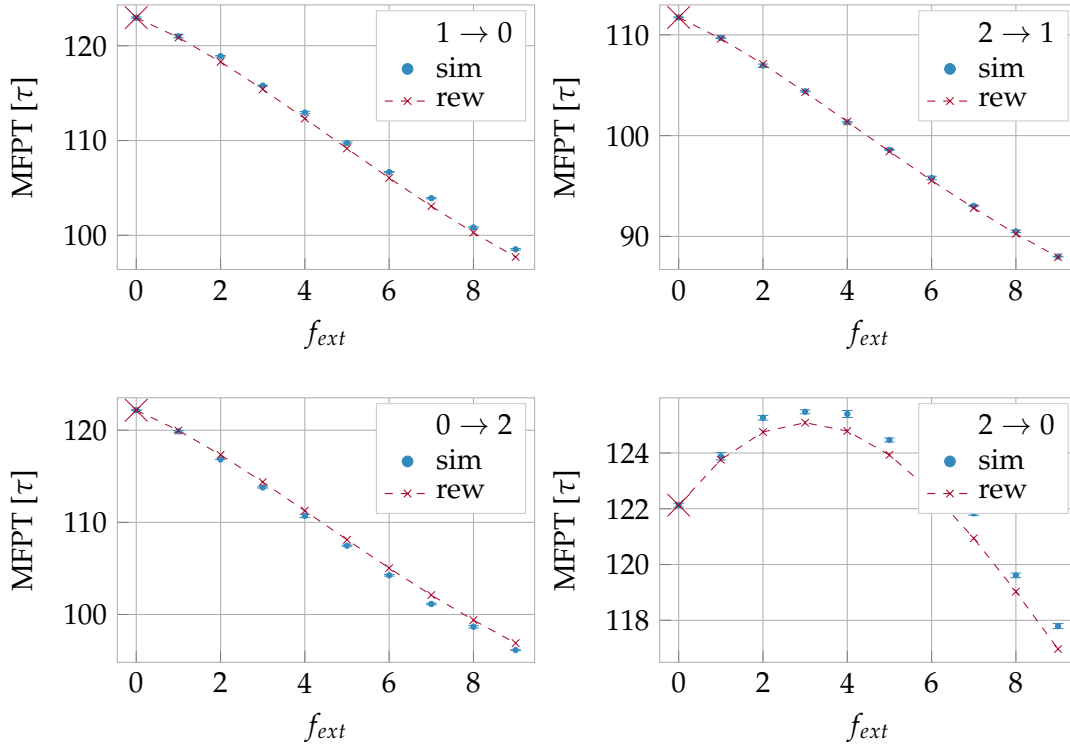 1 → 0
sim
rew
MFPT [τ]
120
110
100
0 2 4 6 8
f_ext
2 → 1
sim
rew
MFPT [τ]
110
100
90
0 2 4 6 8
f_ext
0 → 2
sim
rew
MFPT [τ]
120
110
100
0 2 4 6 8
f_ext
2 → 0
sim
rew
MFPT [τ]
124
122
120
118
0 2 4 6 8
f_ext